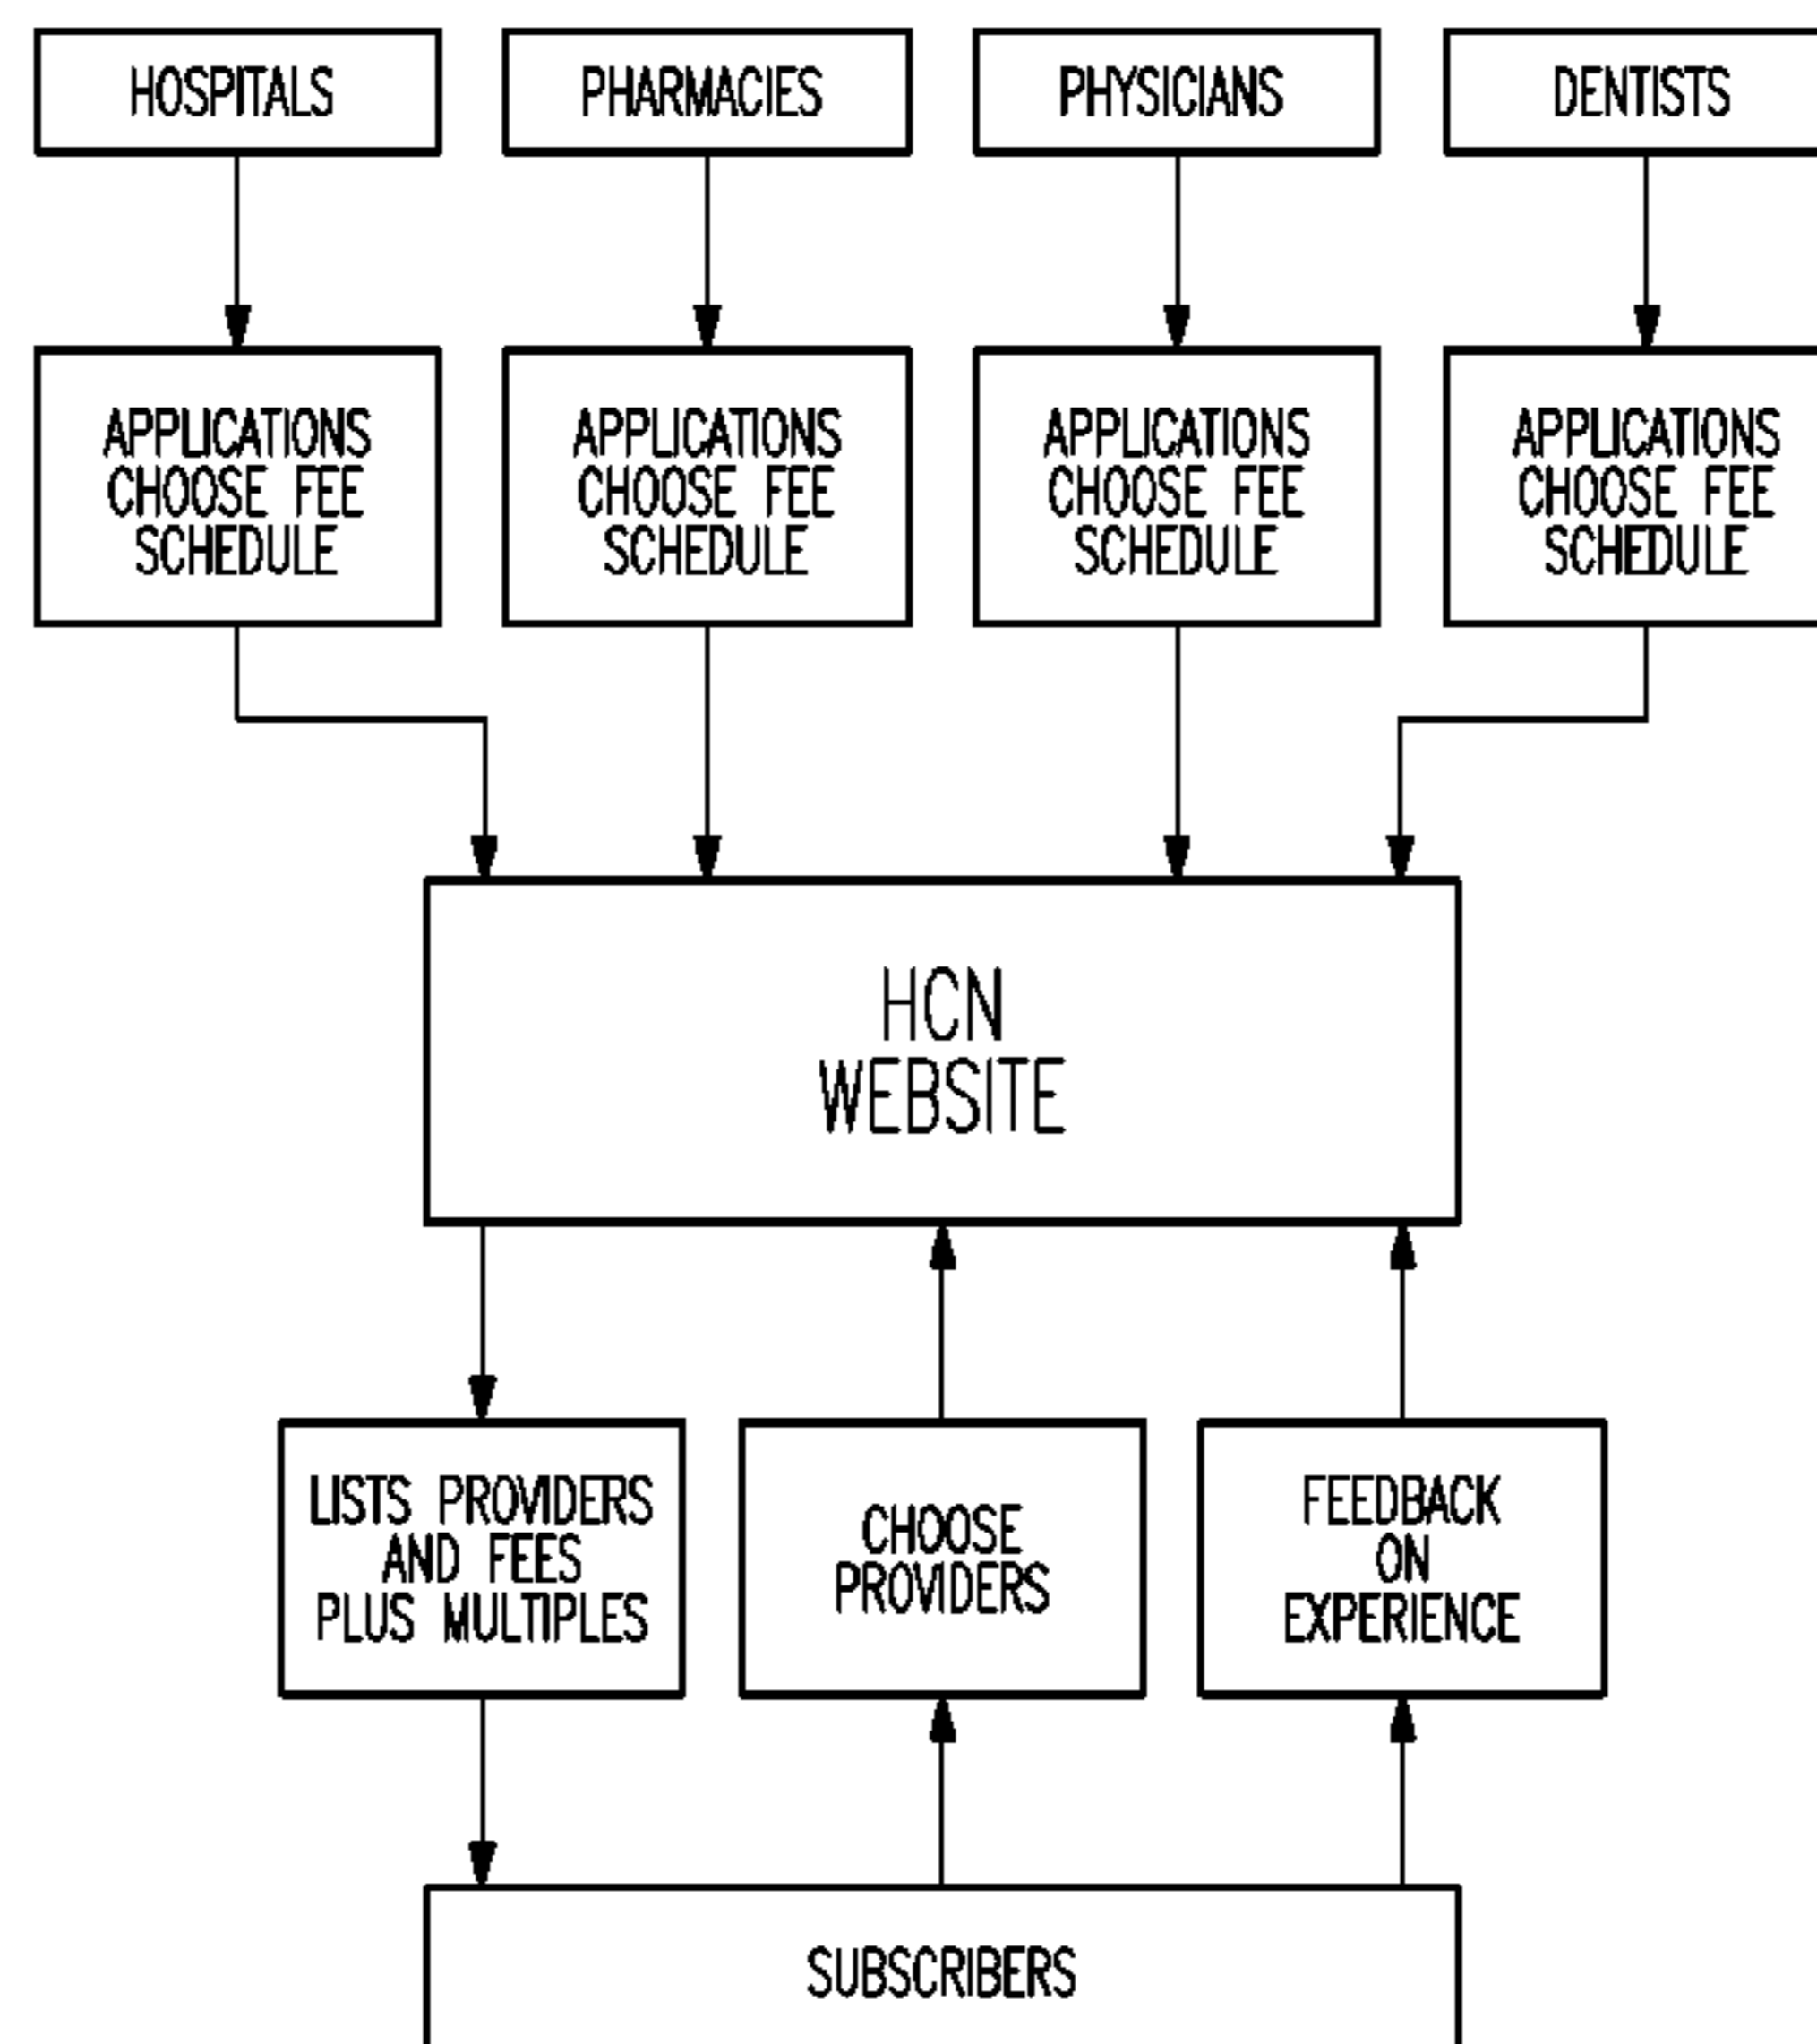 HOSPITALS
PHARMACIES
PHYSICIANS
DENTISTS
APPLICATIONS
CHOOSE FEE
SCHEDULE
APPLICATIONS
CHOOSE FEE
SCHEDULE
APPLICATIONS
CHOOSE FEE
SCHEDULE
APPLICATIONS
CHOOSE FEE
SCHEDULE
HCN
WEBSITE
LISTS PROVIDERS
AND FEES
PLUS MULTIPLES
CHOOSE
PROVIDERS
FEEDBACK
ON
EXPERIENCE
SUBSCRIBERS